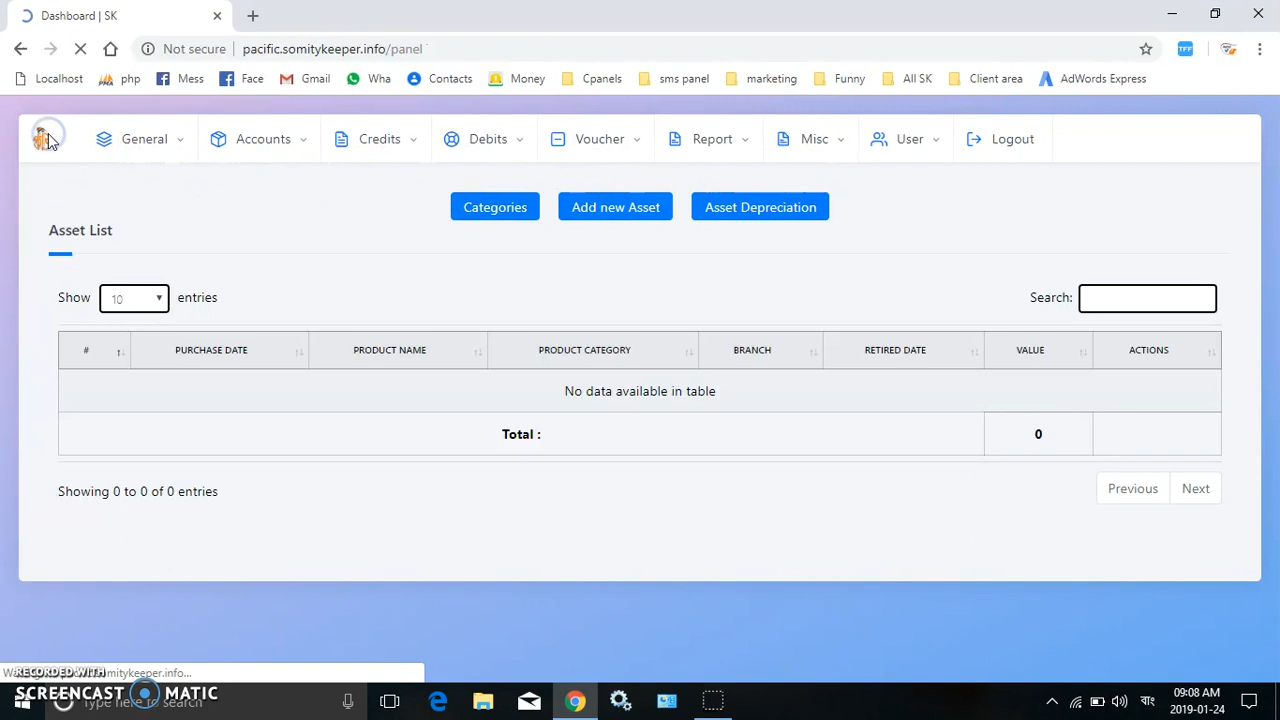 Dashboard | SK
Not secure
pacific.somitykeeper.info/panel
Localhost
php
Mess
Face
Gmail
Wha
Contacts
Money
Cpanels
sms panel
marketing
Funny
All SK
Client area
AdWords Express
General
Accounts
Credits
Debits
Voucher
Report
Misc
User
Logout
Categories
Add new Asset
Asset Depreciation
Asset List
Show 10 entries
Search:
# PURCHASE DATE PRODUCT NAME PRODUCT CATEGORY BRANCH RETIRED DATE VALUE ACTIONS
No data available in table
Total : 0
Showing 0 to 0 of 0 entries
Previous Next
RECORDED WITH
SCREENCAST MATIC
Type here to search
বাং
09:08 AM
2019-01-24